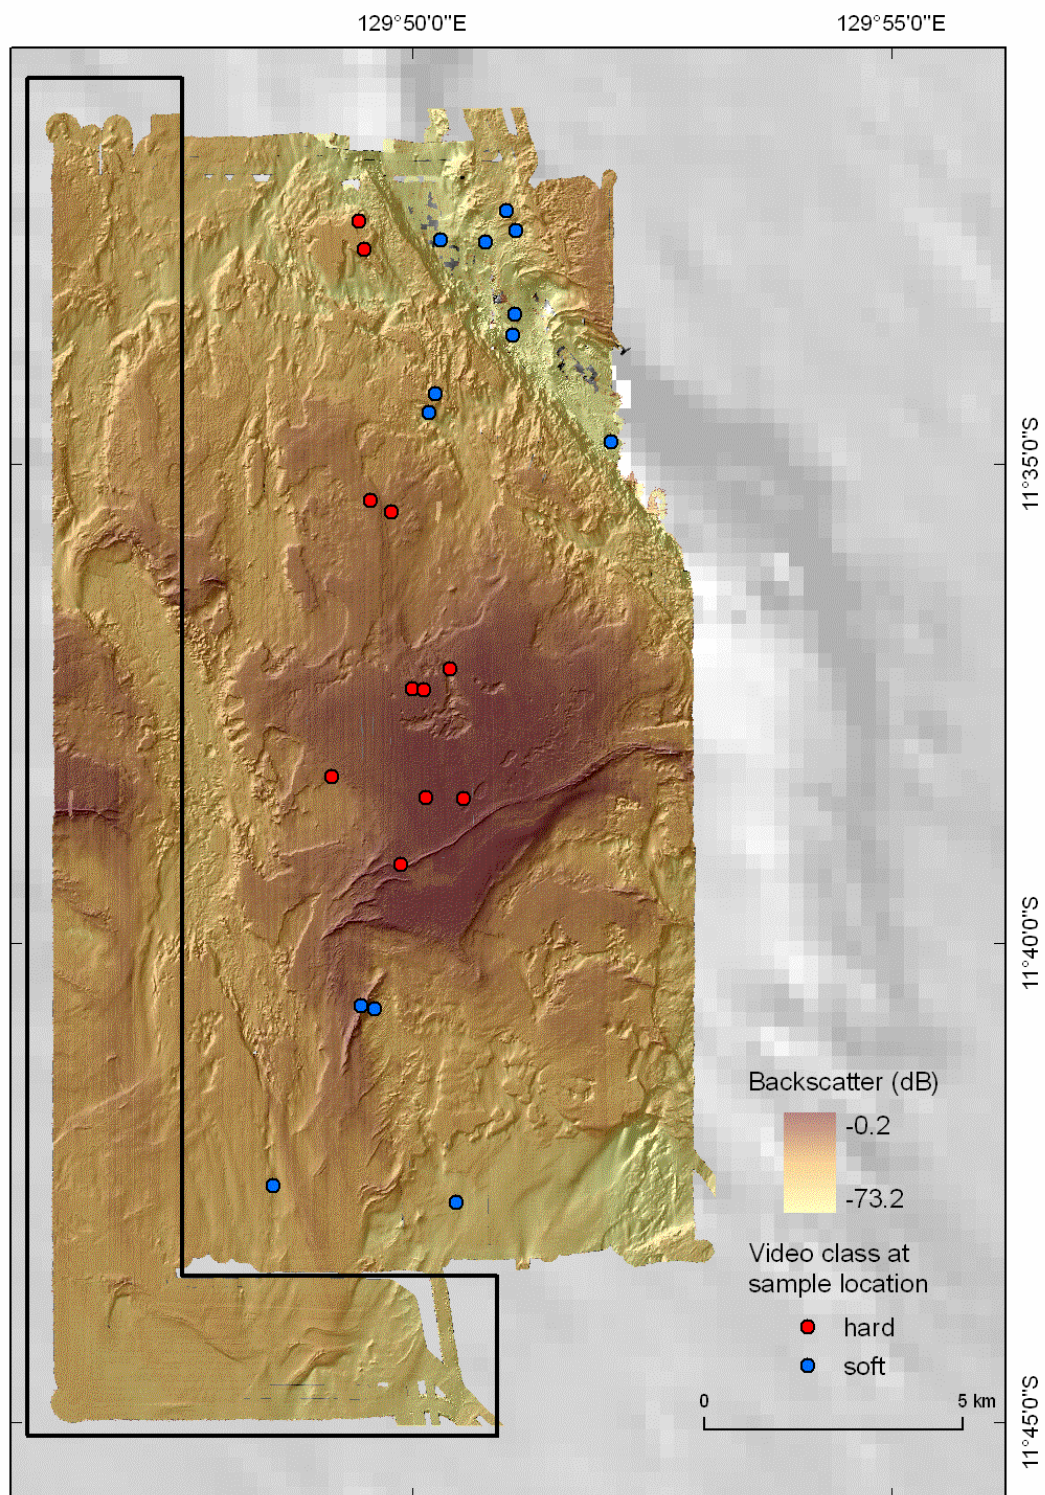 129°50'0"E
129°55'0"E
11°35'0"S
11°40'0"S
11°45'0"S
Backscatter (dB)
-0.2
-73.2
Video class at
sample location
hard
soft
0
5 km